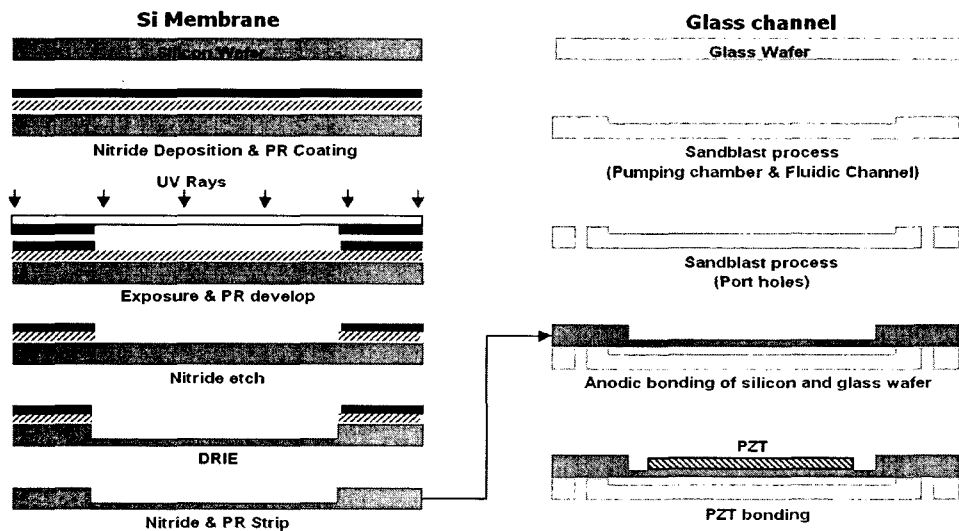 Si Membrane
Silicon Wafer
Nitride Deposition & PR Coating
UV Rays
Exposure & PR develop
Nitride etch
DRIE
Nitride & PR Strip
Glass channel
Glass Wafer
Sandblast process
(Pumping chamber & Fluidic Channel)
Sandblast process
(Port holes)
Anodic bonding of silicon and glass wafer
PZT
PZT bonding